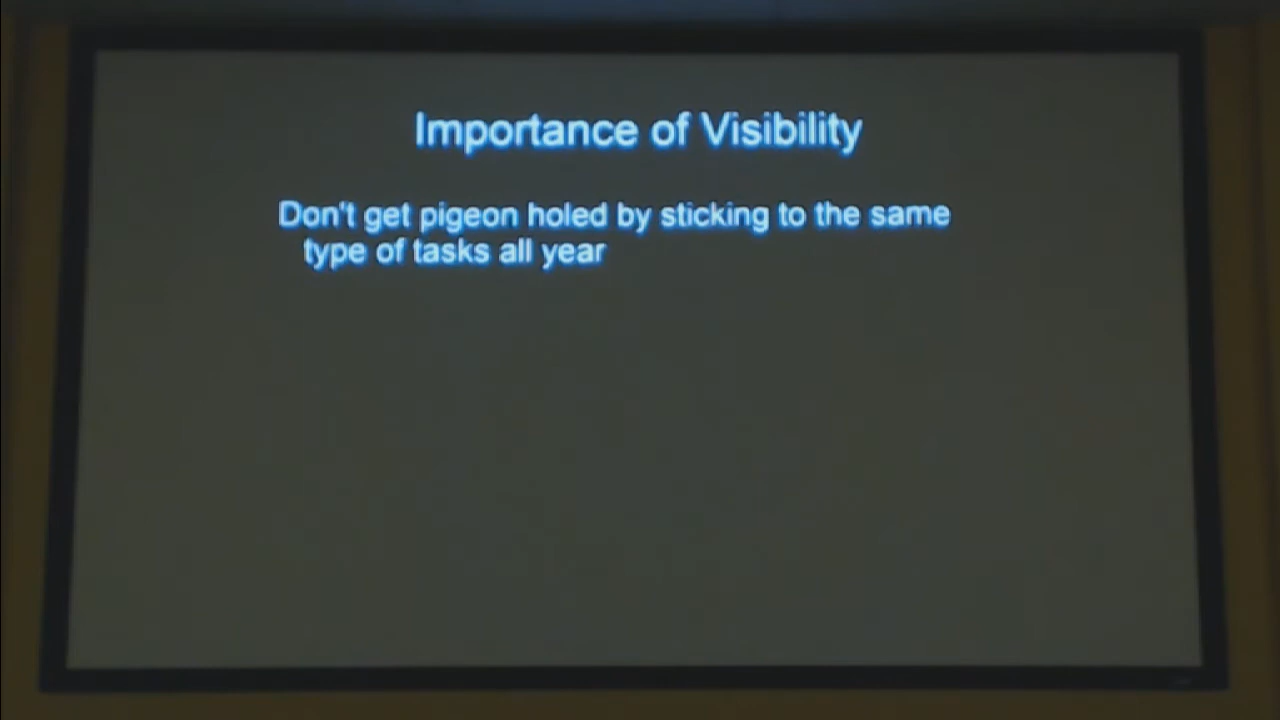 Importance of Visibility
Don't get pigeon holed by sticking to the same
type of tasks all year